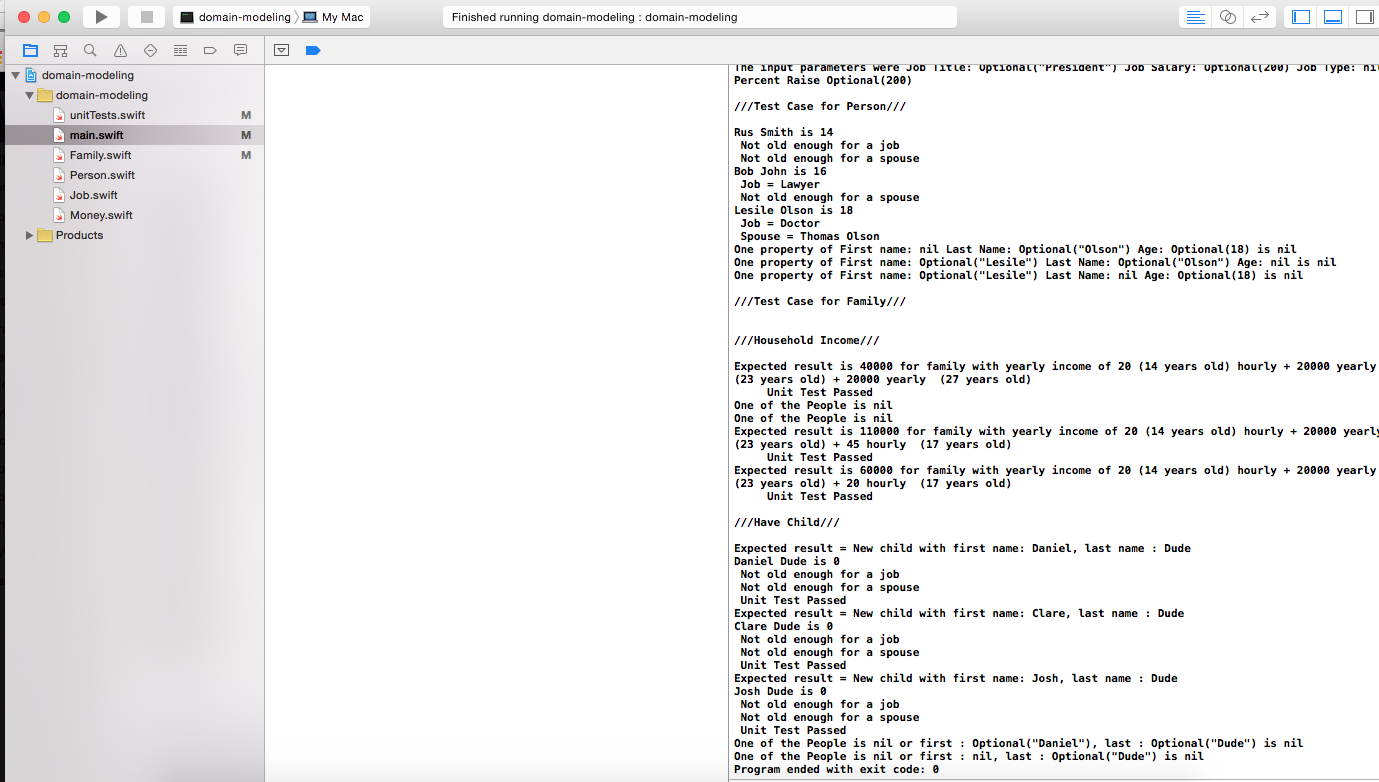 domain-modeling
My Mac
Finished running domain-modeling : domain-modeling
domain-modeling
domain-modeling
unitTests.swift M
main.swift M
Family.swift M
Person.swift
Job.swift
Money.swift
Products
The input parameters were Job Title: Optional("President") Job Salary: Optional(200) Job Type: nil
Percent Raise Optional(200)
///Test Case for Person///
Rus Smith is 14
Not old enough for a job
Not old enough for a spouse
Bob John is 16
Job = Lawyer
Not old enough for a spouse
Lesile Olson is 18
Job = Doctor
Spouse = Thomas Olson
One property of First name: nil Last Name: Optional("Olson") Age: Optional(18) is nil
One property of First name: Optional("Lesile") Last Name: Optional("Olson") Age: nil is nil
One property of First name: Optional("Lesile") Last Name: nil Age: Optional(18) is nil
///Test Case for Family///
///Household Income///
Expected result is 40000 for family with yearly income of 20 (14 years old) hourly + 20000 yearly
(23 years old) + 20000 yearly  (27 years old)
Unit Test Passed
One of the People is nil
One of the People is nil
Expected result is 110000 for family with yearly income of 20 (14 years old) hourly + 20000 yearly
(23 years old) + 45 hourly  (17 years old)
Unit Test Passed
Expected result is 60000 for family with yearly income of 20 (14 years old) hourly + 20000 yearly
(23 years old) + 20 hourly  (17 years old)
Unit Test Passed
///Have Child///
Expected result = New child with first name: Daniel, last name : Dude
Daniel Dude is 0
Not old enough for a job
Not old enough for a spouse
Unit Test Passed
Expected result = New child with first name: Clare, last name : Dude
Clare Dude is 0
Not old enough for a job
Not old enough for a spouse
Unit Test Passed
Expected result = New child with first name: Josh, last name : Dude
Josh Dude is 0
Not old enough for a job
Not old enough for a spouse
Unit Test Passed
One of the People is nil or first : Optional("Daniel"), last : Optional("Dude") is nil
One of the People is nil or first : nil, last : Optional("Dude") is nil
Program ended with exit code: 0